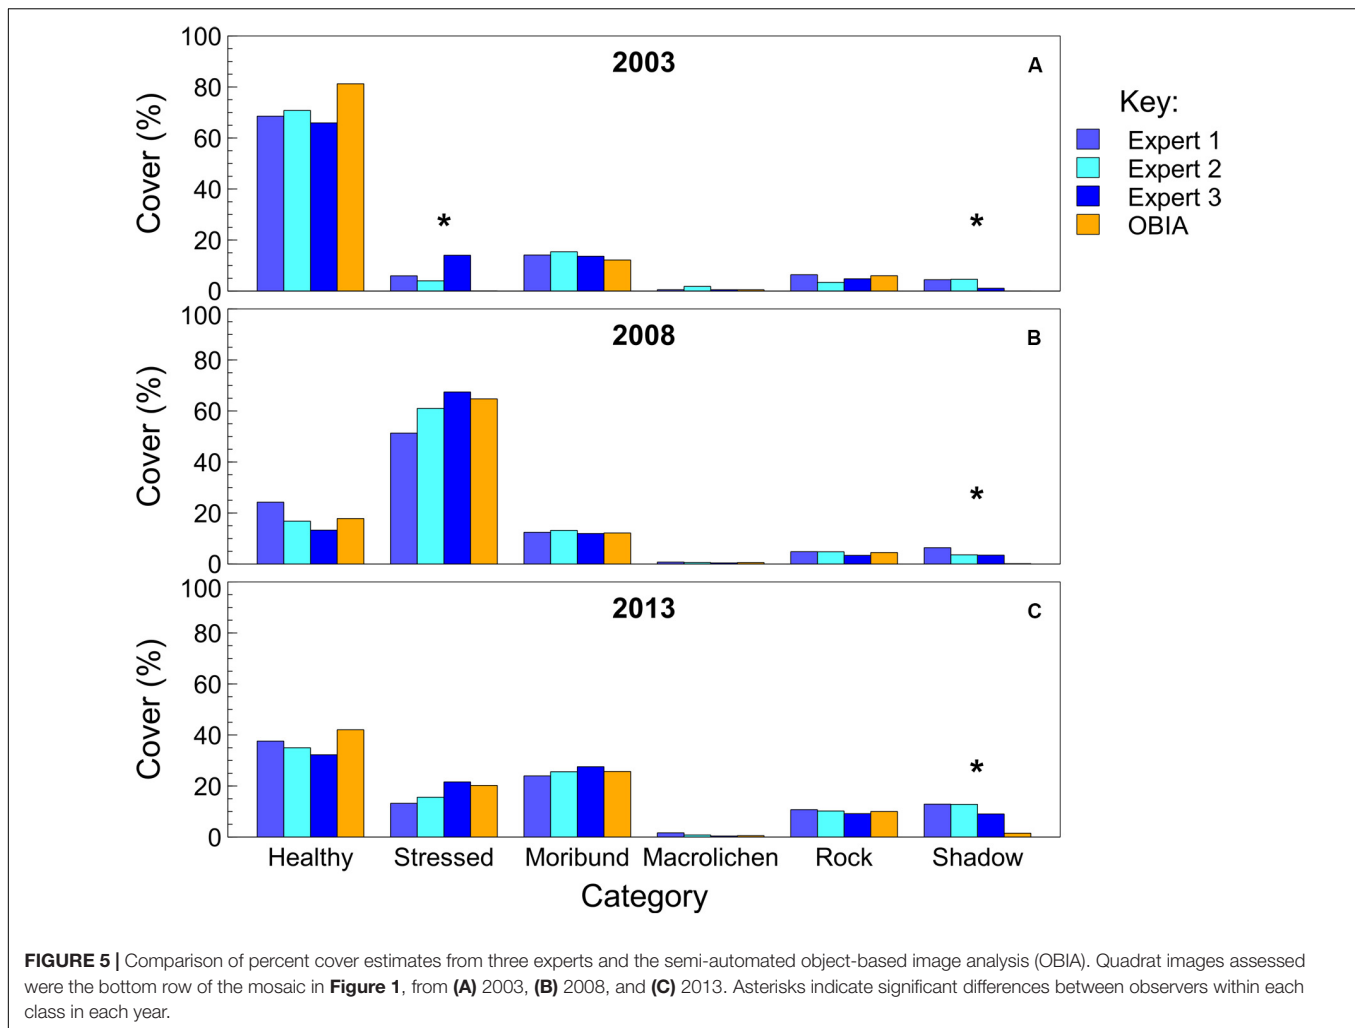 100
80
60
40
20
0
Cover (%)
2003
A
*
*
Key:
Expert 1
Expert 2
Expert 3
OBIA
100
80
60
40
20
0
Cover (%)
2008
B
*
100
80
60
40
20
0
Cover (%)
2013
C
*
Healthy Stressed Moribund Macrolichen Rock Shadow
Category
FIGURE 5 | Comparison of percent cover estimates from three experts and the semi-automated object-based image analysis (OBIA). Quadrat images assessed
were the bottom row of the mosaic in Figure 1, from (A) 2003, (B) 2008, and (C) 2013. Asterisks indicate significant differences between observers within each
class in each year.